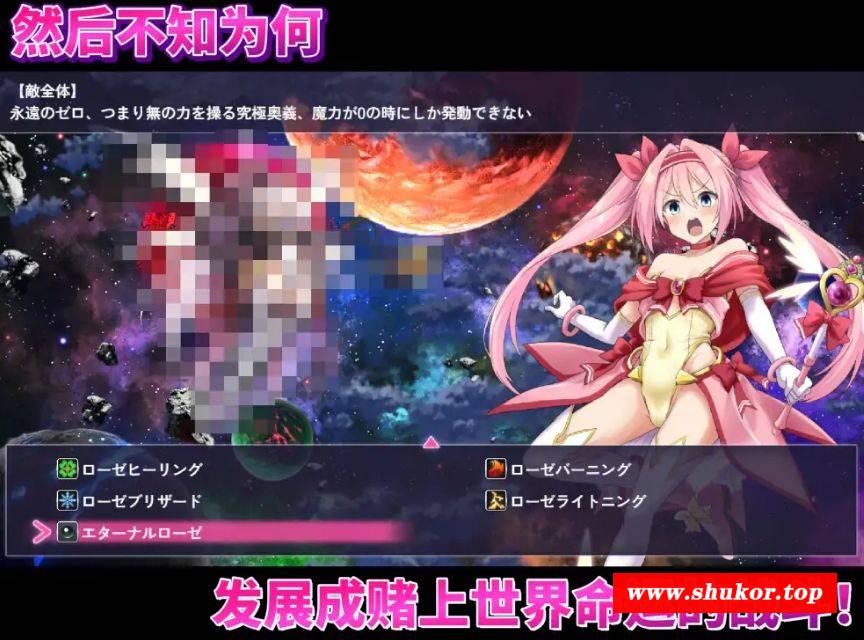 然后不知为何
【敵全体】
永遠のゼロ、つまり無の力を操る究極奥義、魔力が0の時にしか発動できない
ローゼヒーリング
ローゼバーニング
ローゼブリザード
ローゼライトニング
エターナルローゼ
发展成赌上世界命运的战斗！
www.shukor.top